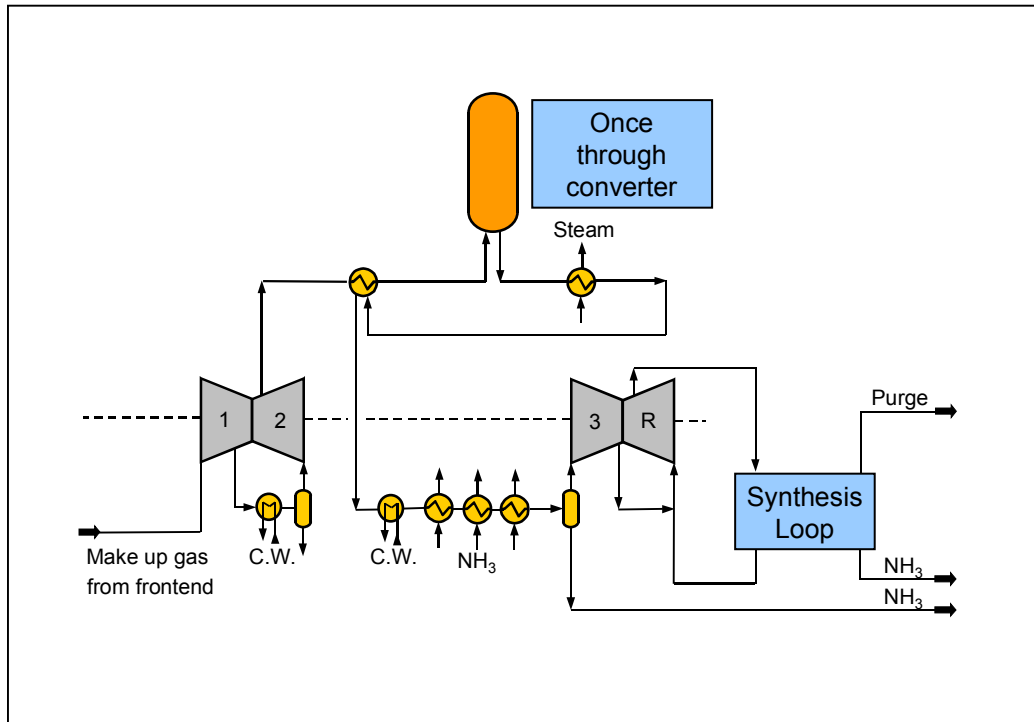 Once
through
converter
Steam
1
2
3
R
Purge
Synthesis
Loop
Make up gas
from frontend
C.W.
C.W.
NH₃
NH₃
NH₃